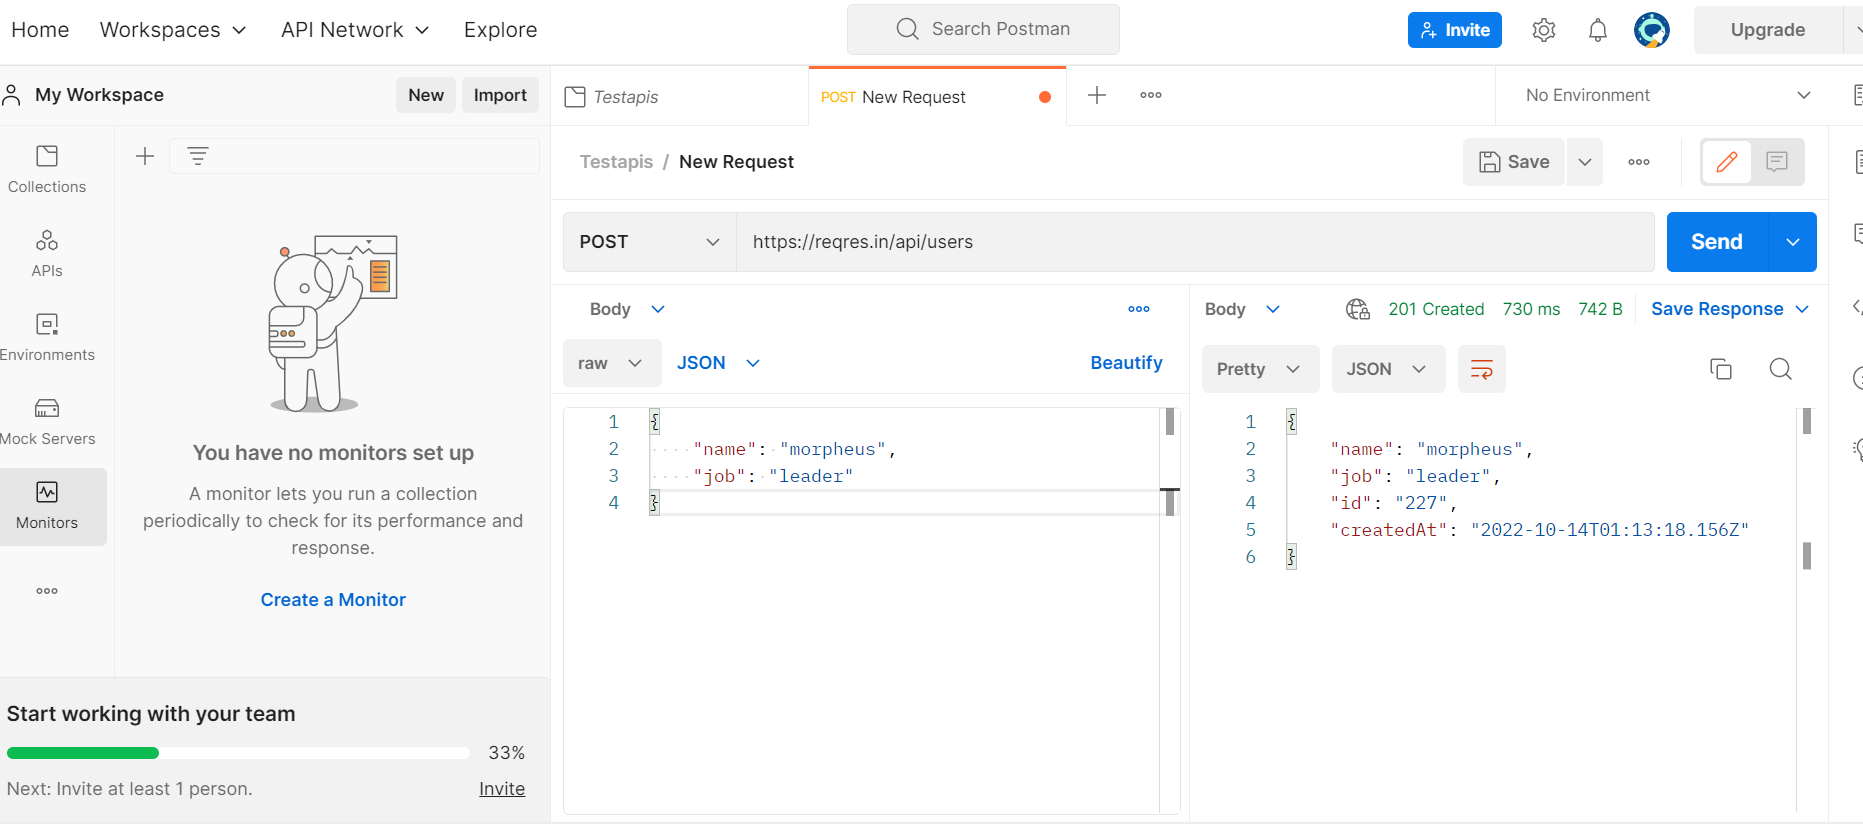 Home Workspaces API Network Explore Search Postman Invite Upgrade
My Workspace New Import
Testapis POST New Request No Environment
Collections
APIs
Environments
Mock Servers
Monitors
You have no monitors set up
A monitor lets you run a collection
periodically to check for its performance and
response.
Create a Monitor
Start working with your team
33%
Next: Invite at least 1 person. Invite
Testapis / New Request Save
POST https://reqres.in/api/users Send
Body
raw JSON Beautify
1 {
2 "name": "morpheus",
3 "job": "leader"
4 }
Body 201 Created 730 ms 742 B Save Response
Pretty JSON
1 {
2 "name": "morpheus",
3 "job": "leader",
4 "id": "227",
5 "createdAt": "2022-10-14T01:13:18.156Z"
6 }